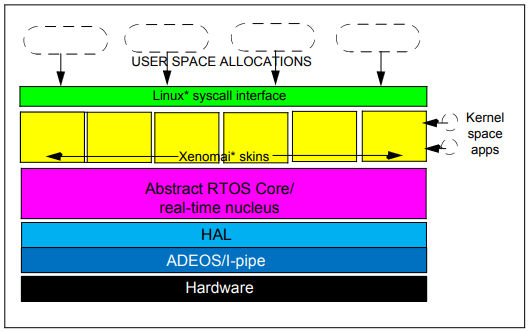 USER SPACE ALLOCATIONS
Linux* syscall interface
Kernel
space
apps
Xenomai* skins
Abstract RTOS Core/
real-time nucleus
HAL
ADEOS/I-pipe
Hardware